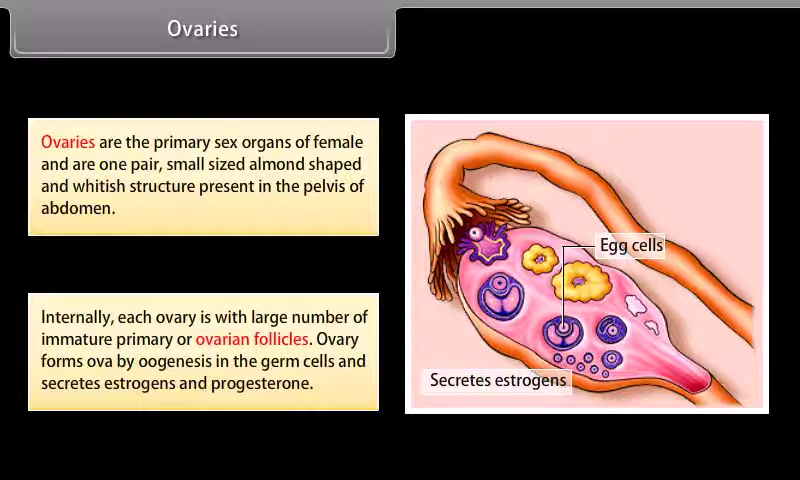 Ovaries
Ovaries are the primary sex organs of female
and are one pair, small sized almond shaped
and whitish structure present in the pelvis of
abdomen.
Internally, each ovary is with large number of
immature primary or ovarian follicles. Ovary
forms ova by oogenesis in the germ cells and
secretes estrogens and progesterone.
Egg cells
Secretes estrogens